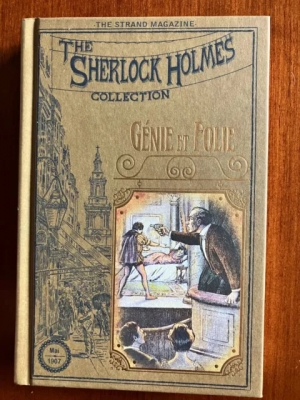 THE STRAND MAGAZINE
THE
SHERLOCK HOLMES
COLLECTION
GÉNIE ET FOLIE
Mai
1907